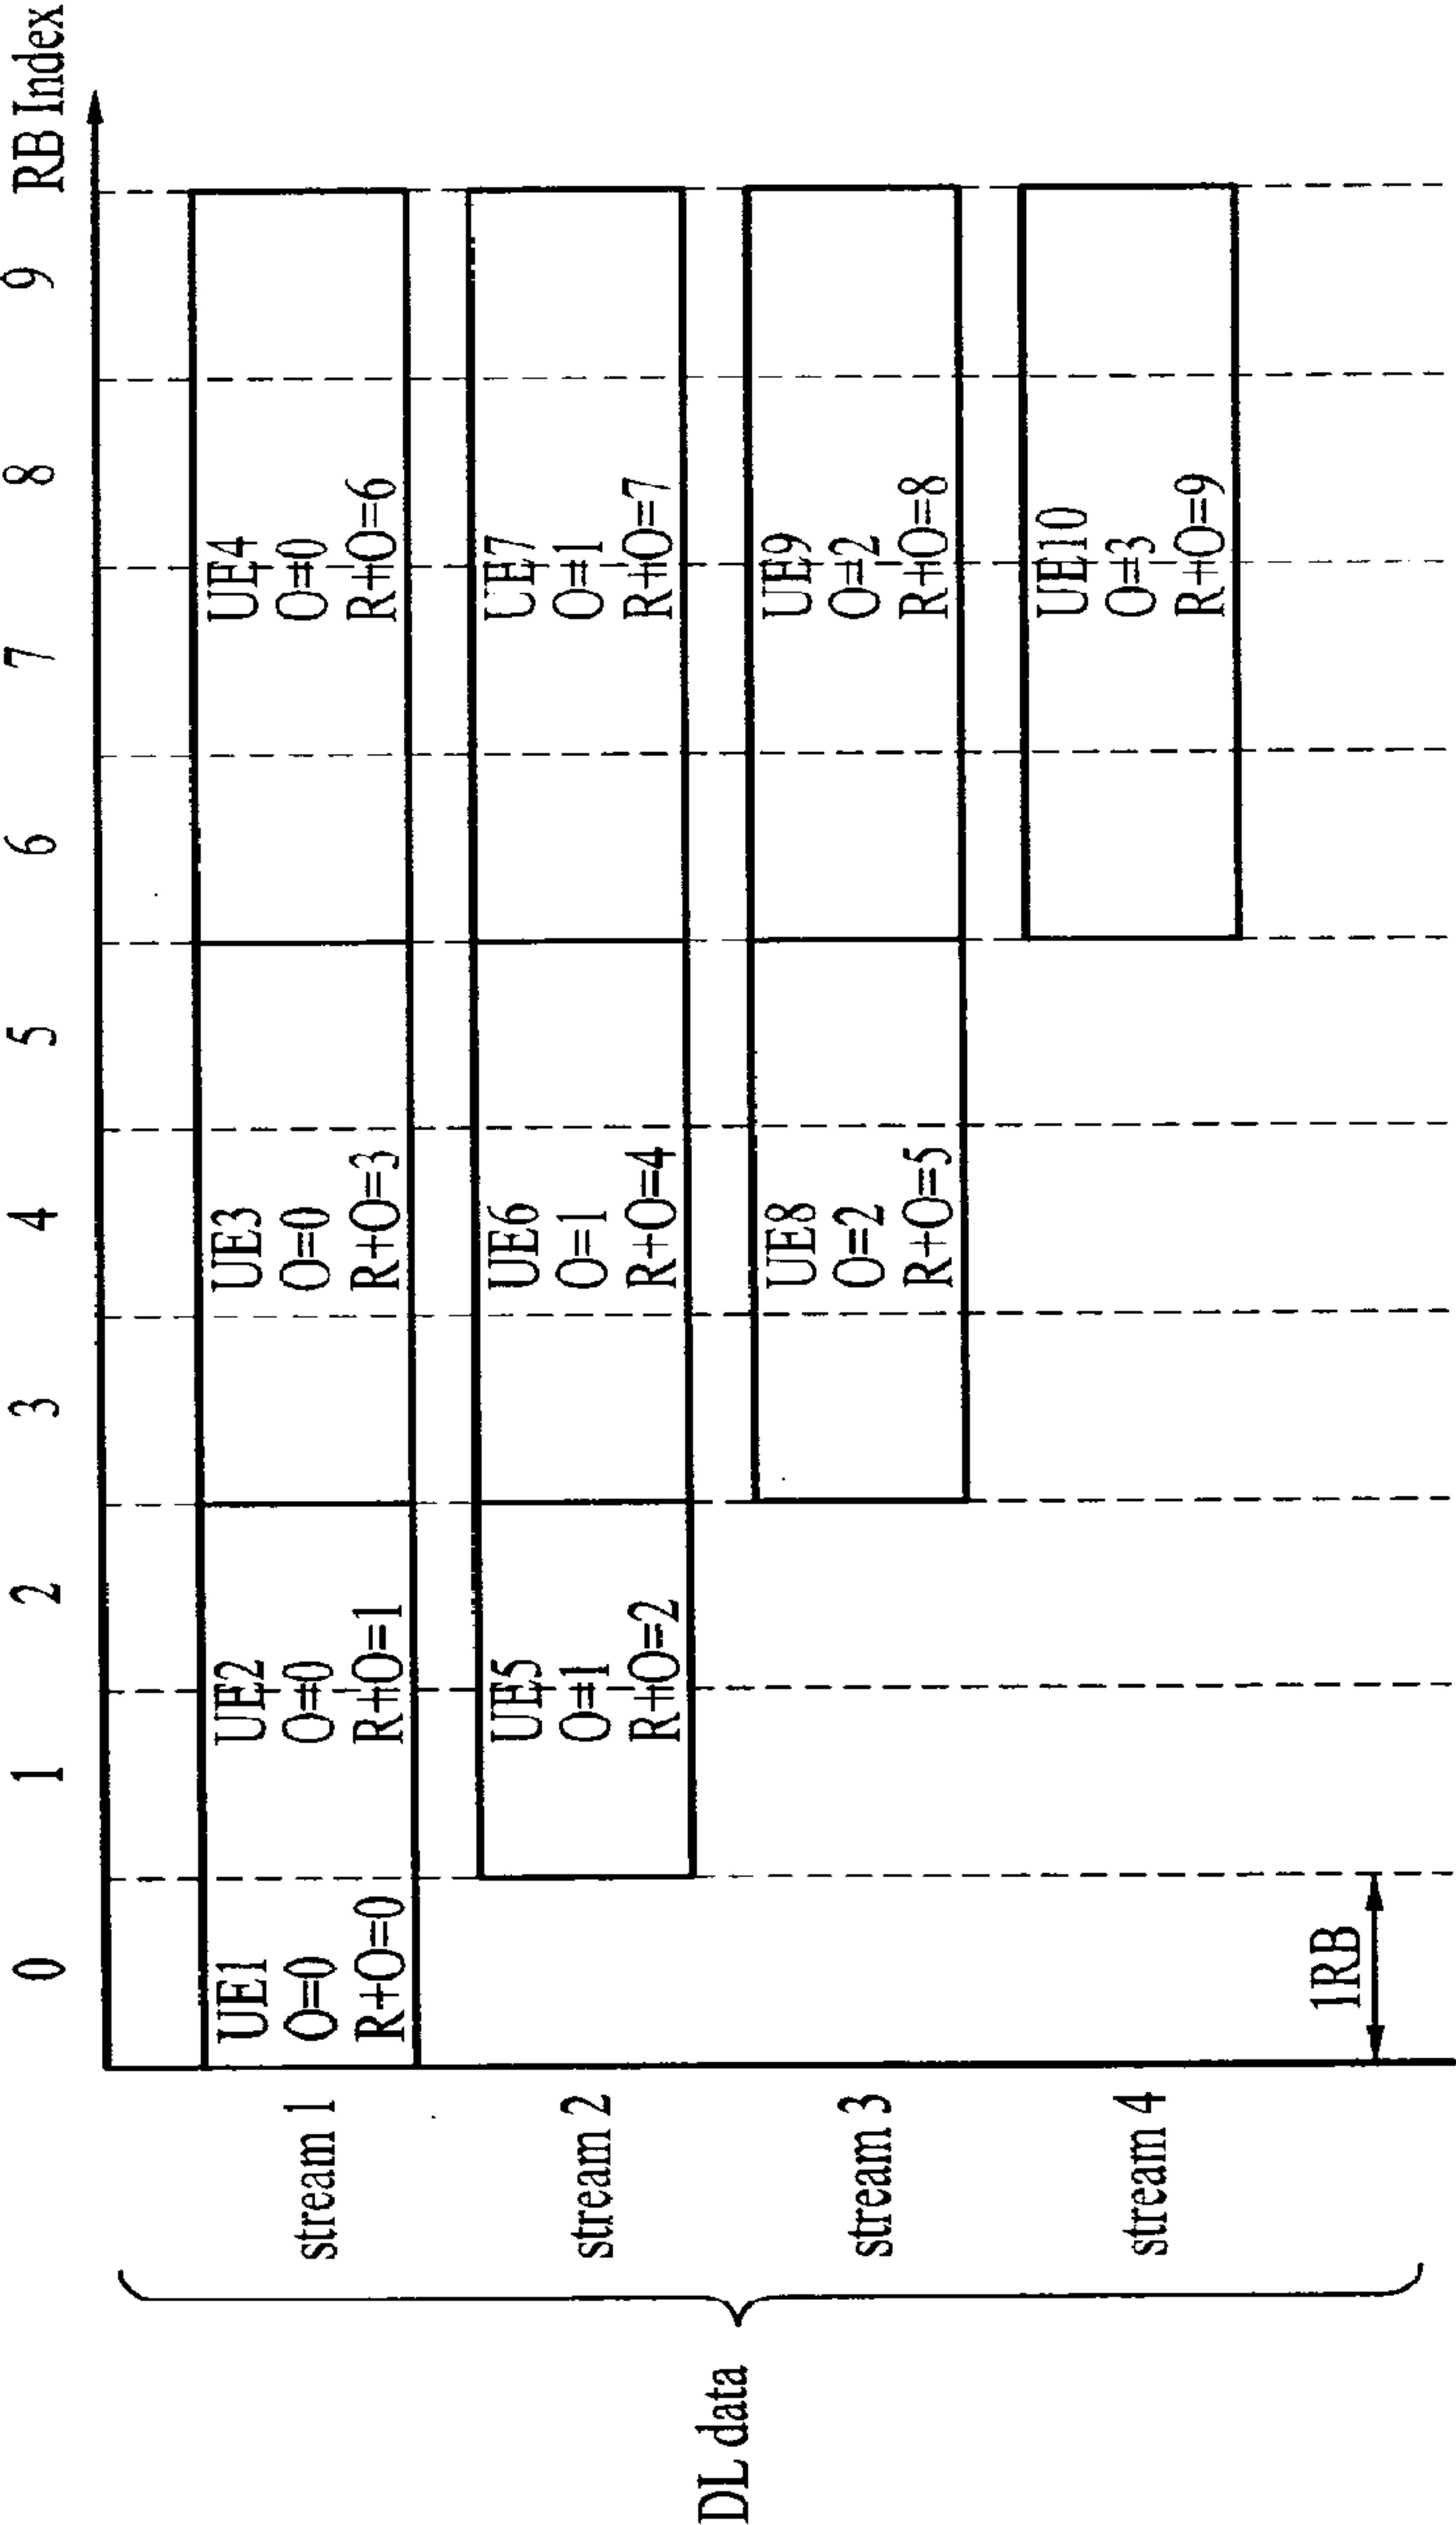 0 1 2 3 4 5 6 7 8 9 RB Index
DL data
stream 1
UE1
O=0
R+O=0
UE2
O=0
R+O=1
UE3
O=0
R+O=3
UE4
O=0
R+O=6
stream 2
UE5
O=1
R+O=2
UE6
O=1
R+O=4
UE7
O=1
R+O=7
stream 3
UE8
O=2
R+O=5
UE9
O=2
R+O=8
stream 4
UE10
O=3
R+O=9
1RB